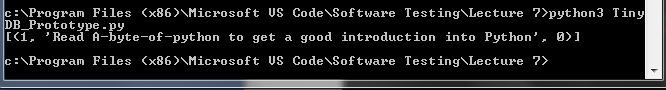 c:\Program Files (x86)\Microsoft VS Code\Software Testing\Lecture 7>python3 Tiny
DB_Prototype.py
[(1, 'Read A-byte-of-python to get a good introduction into Python', 0)]
c:\Program Files (x86)\Microsoft VS Code\Software Testing\Lecture 7>